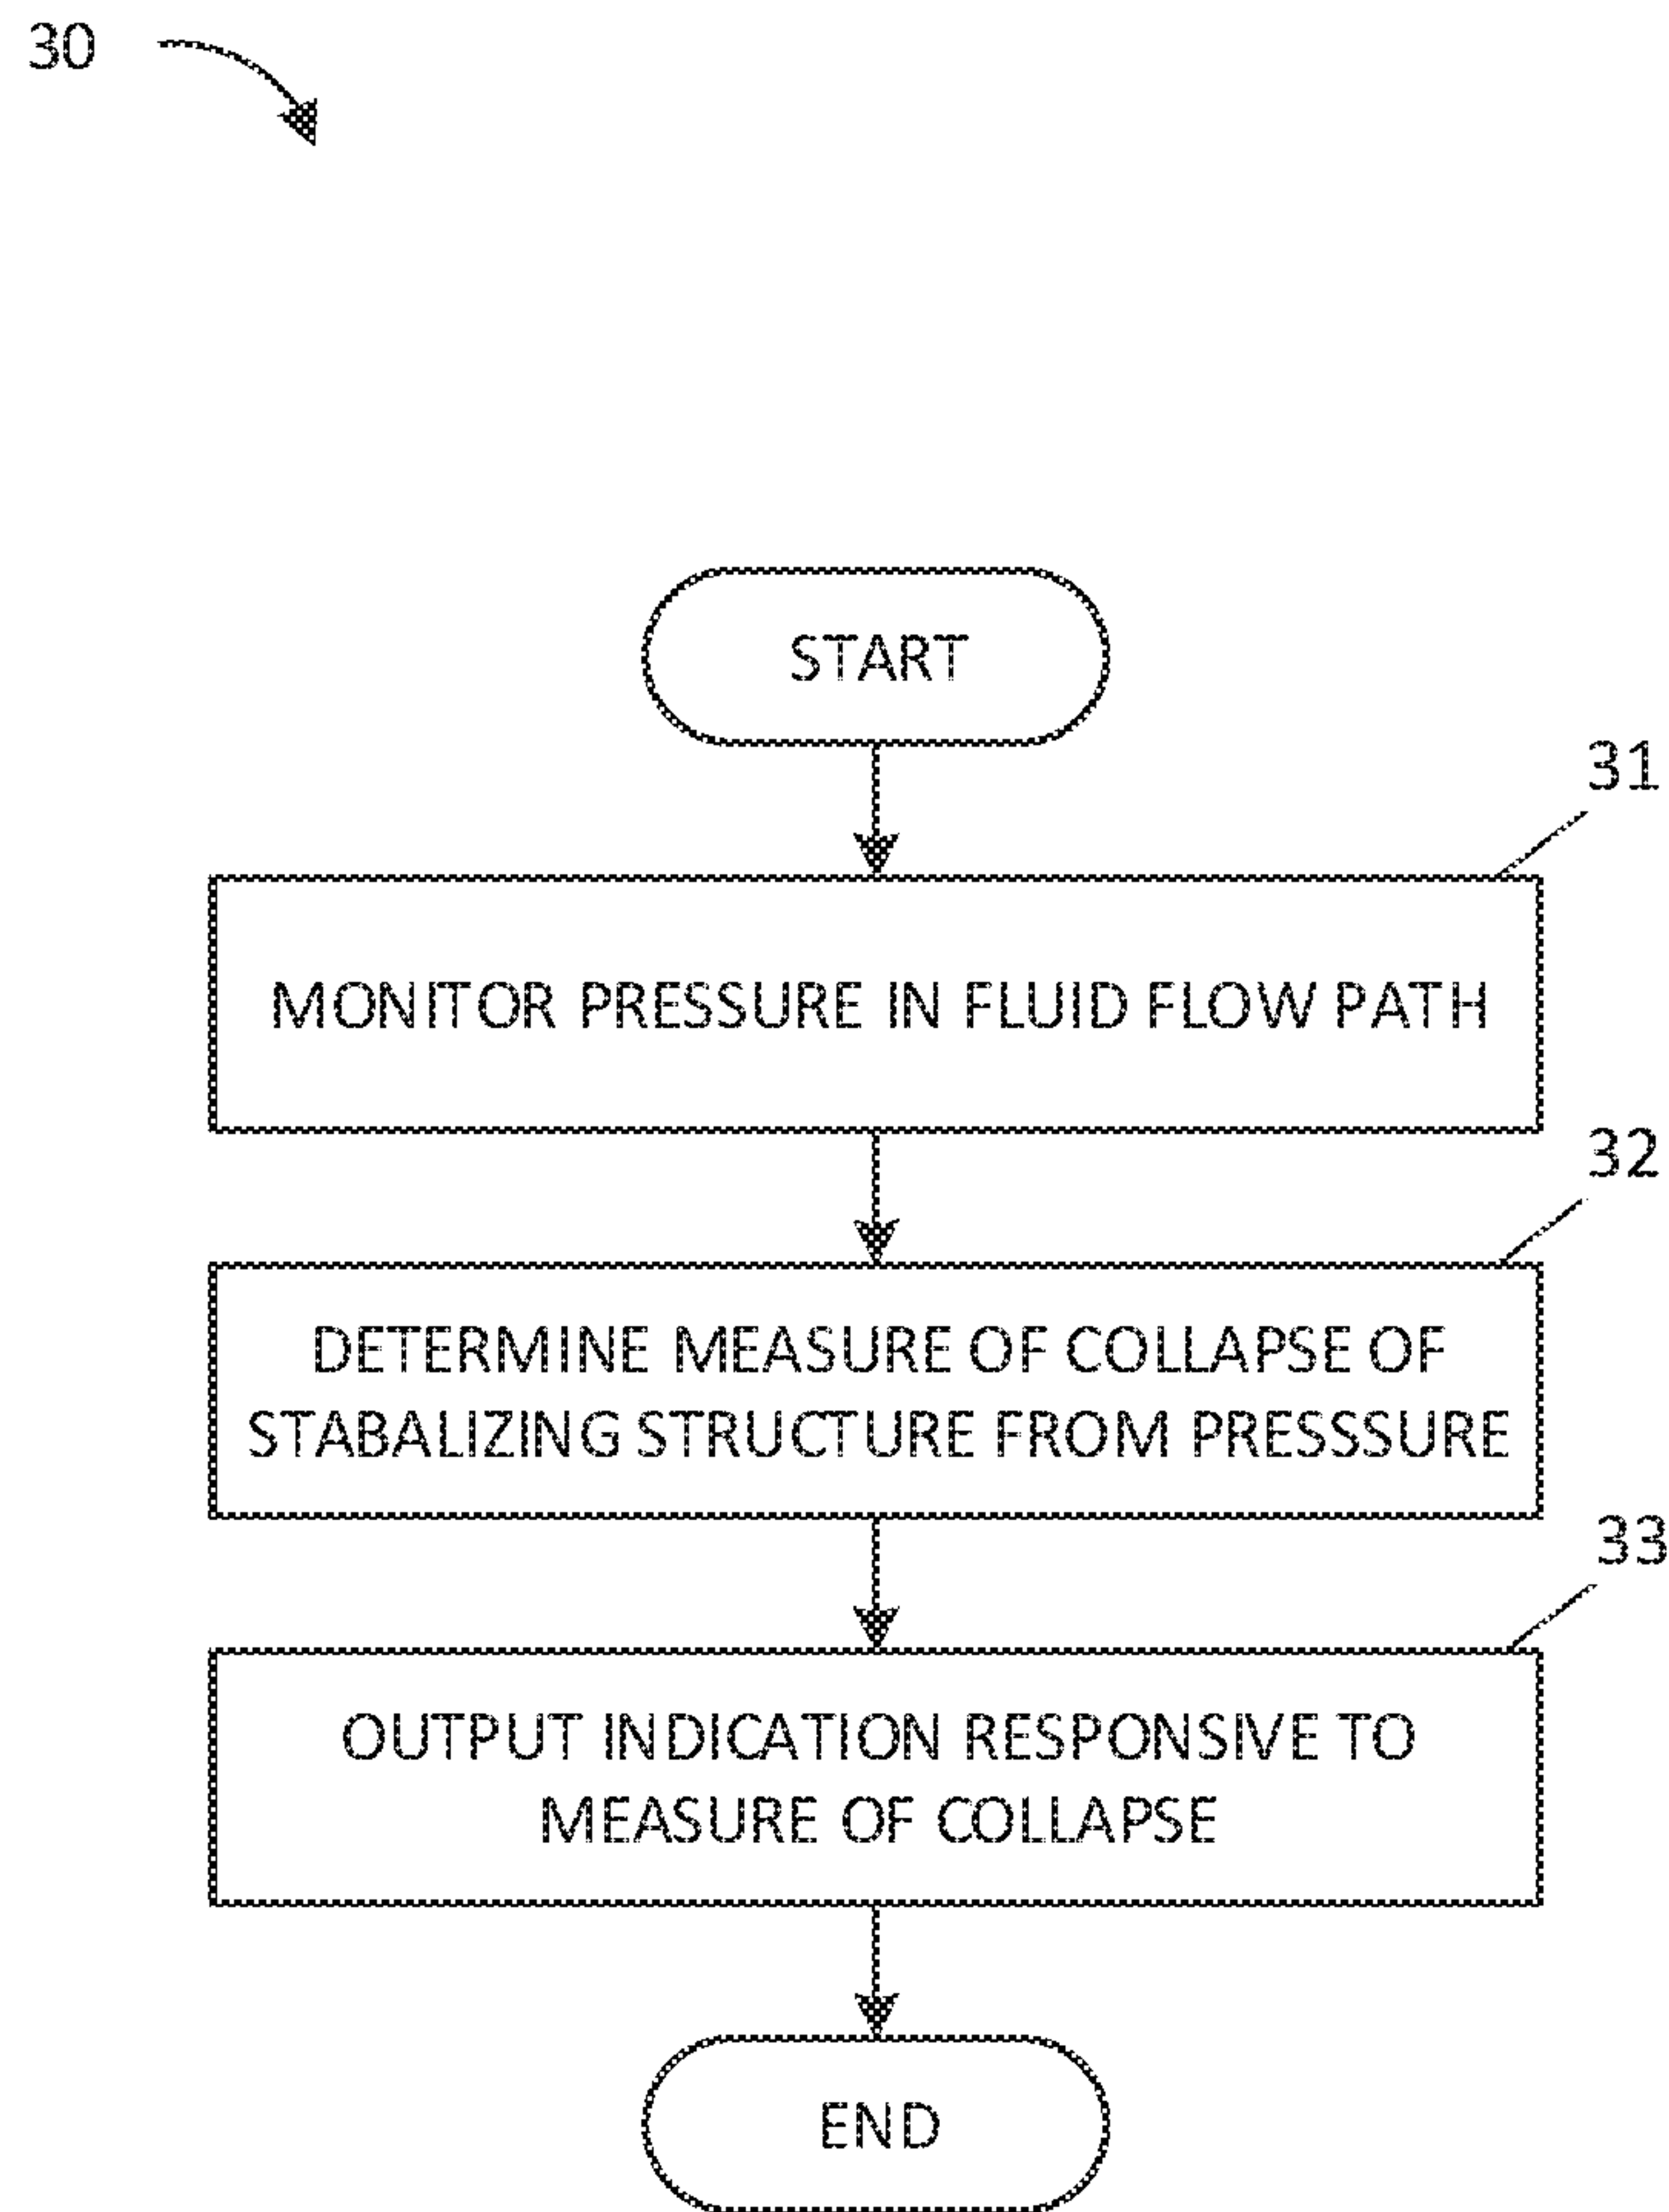 30
START
31
MONITOR PRESSURE IN FLUID FLOW PATH
32
DETERMINE MEASURE OF COLLAPSE OF
STABALIZING STRUCTURE FROM PRESSSURE
33
OUTPUT INDICATION RESPONSIVE TO
MEASURE OF COLLAPSE
END